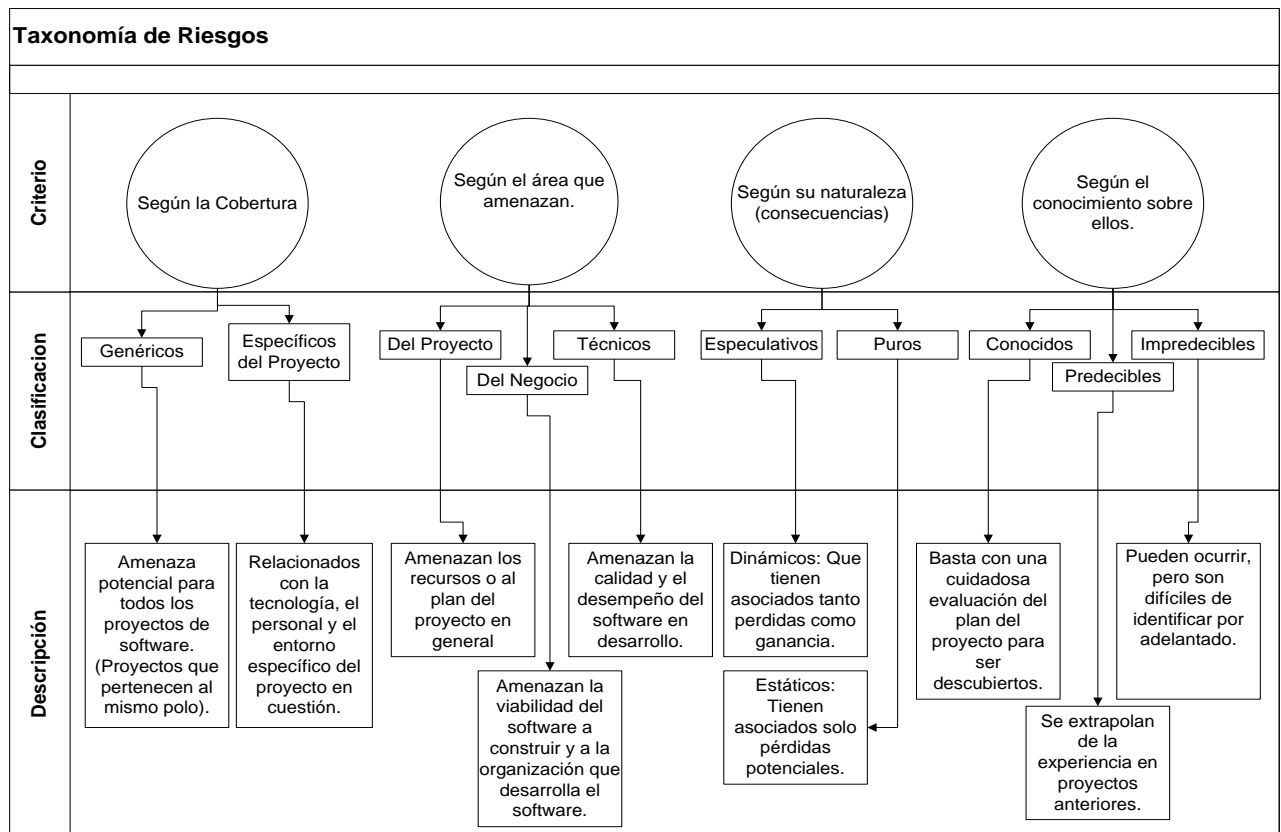 Taxonomía de Riesgos
Criterio
Según la Cobertura
Según el área que
amenazan.
Según su naturaleza
(consecuencias)
Según el
conocimiento sobre
ellos.
Clasificacion
Genéricos
Específicos
del Proyecto
Del Proyecto
Del Negocio
Técnicos
Especulativos
Puros
Conocidos
Predecibles
Impredecibles
Descripción
Amenaza
potencial para
todos los
proyectos de
software.
(Proyectos que
pertenecen al
mismo polo).
Relacionados
con la
tecnología, el
personal y el
entorno
específico del
proyecto en
cuestión.
Amenazan los
recursos o al
plan del
proyecto en
general
Amenazan la
viabilidad del
software a
construir y a la
organización que
desarrolla el
software.
Amenazan la
calidad y el
desempeño del
software en
desarrollo.
Dinámicos: Que
tienen
asociados tanto
perdidas como
ganancia.
Estáticos:
Tienen
asociados solo
pérdidas
potenciales.
Basta con una
cuidadosa
evaluación del
plan del
proyecto para
ser
descubiertos.
Se extrapolan
de la
experiencia en
proyectos
anteriores.
Pueden ocurrir,
pero son
difíciles de
identificar por
adelantado.